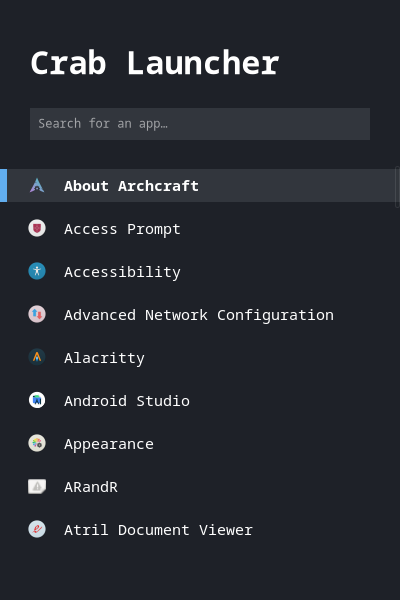 Crab Launcher
Search for an app…
About Archcraft
Access Prompt
Accessibility
Advanced Network Configuration
Alacritty
Android Studio
Appearance
ARandR
Atril Document Viewer